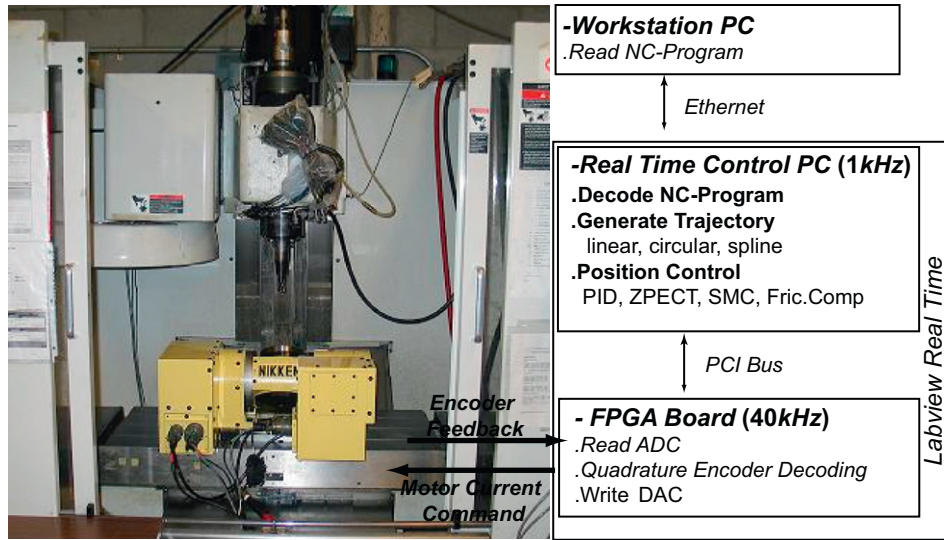 -Workstation PC
.Read NC-Program
Ethernet
-Real Time Control PC (1kHz)
.Decode NC-Program
.Generate Trajectory
linear, circular, spline
.Position Control
PID, ZPECT, SMC, Fric.Comp
PCI Bus
- FPGA Board (40kHz)
.Read ADC
.Quadrature Encoder Decoding
.Write DAC
Labview Real Time
NIKKEN
Encoder
Feedback
Motor Current
Command